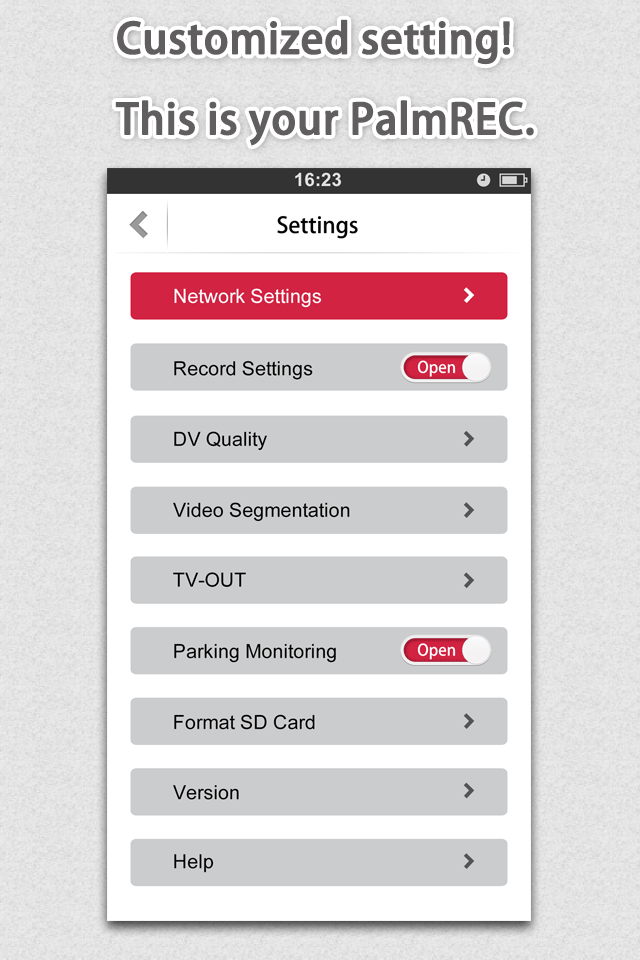 Customized setting!
This is your PalmREC.
16:23
Settings
Network Settings
Record Settings
Open
DV Quality
Video Segmentation
TV-OUT
Parking Monitoring
Open
Format SD Card
Version
Help